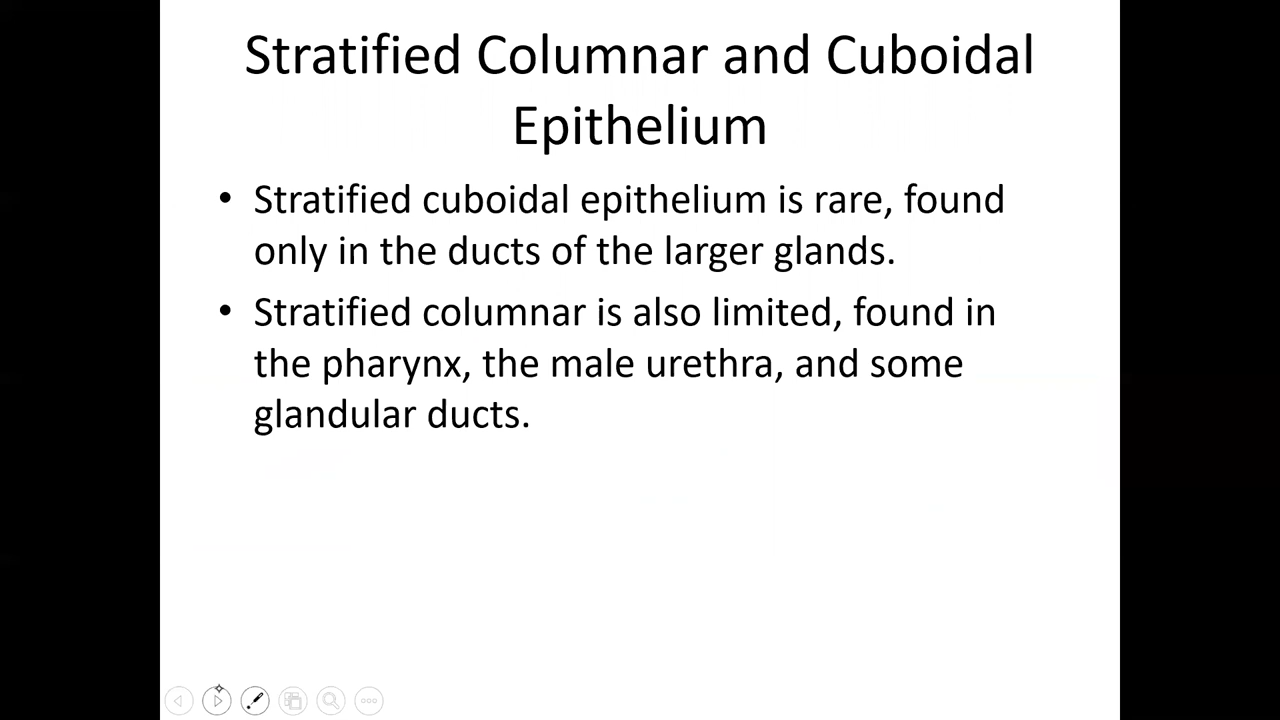 Stratified Columnar and Cuboidal
Epithelium
• Stratified cuboidal epithelium is rare, found
only in the ducts of the larger glands.
• Stratified columnar is also limited, found in
the pharynx, the male urethra, and some
glandular ducts.